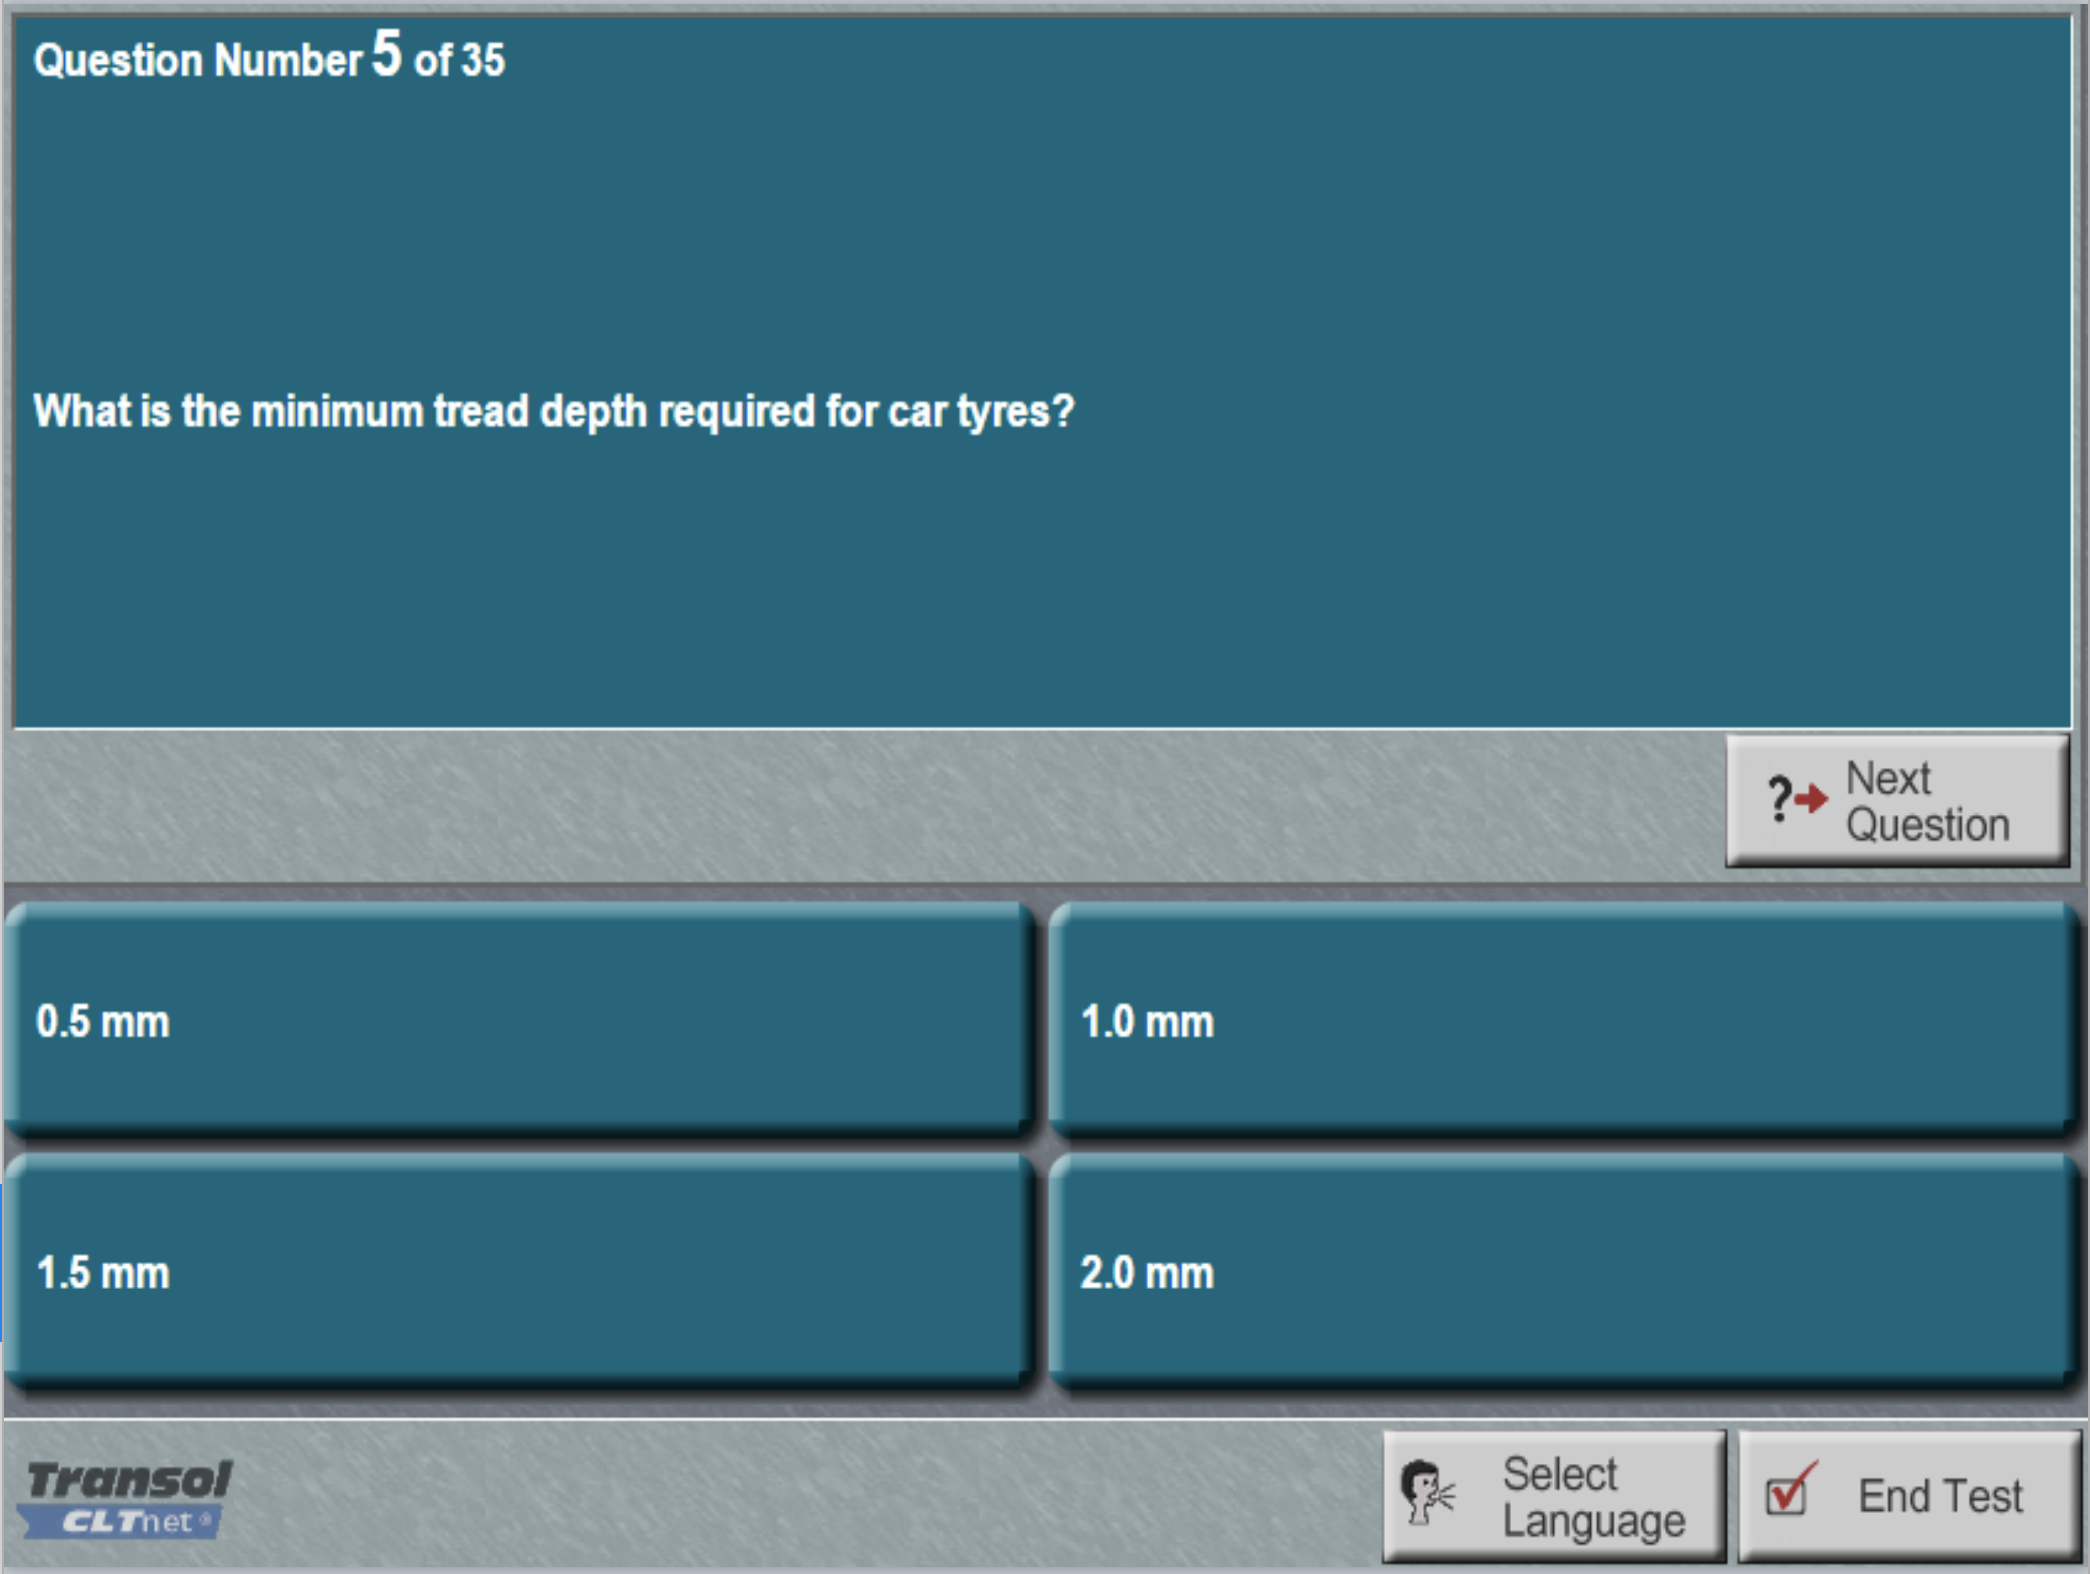 Question Number 5 of 35
What is the minimum tread depth required for car tyres?
Next
Question
0.5 mm
1.0 mm
1.5 mm
2.0 mm
Transol
CLTnet®
Select
Language
End Test